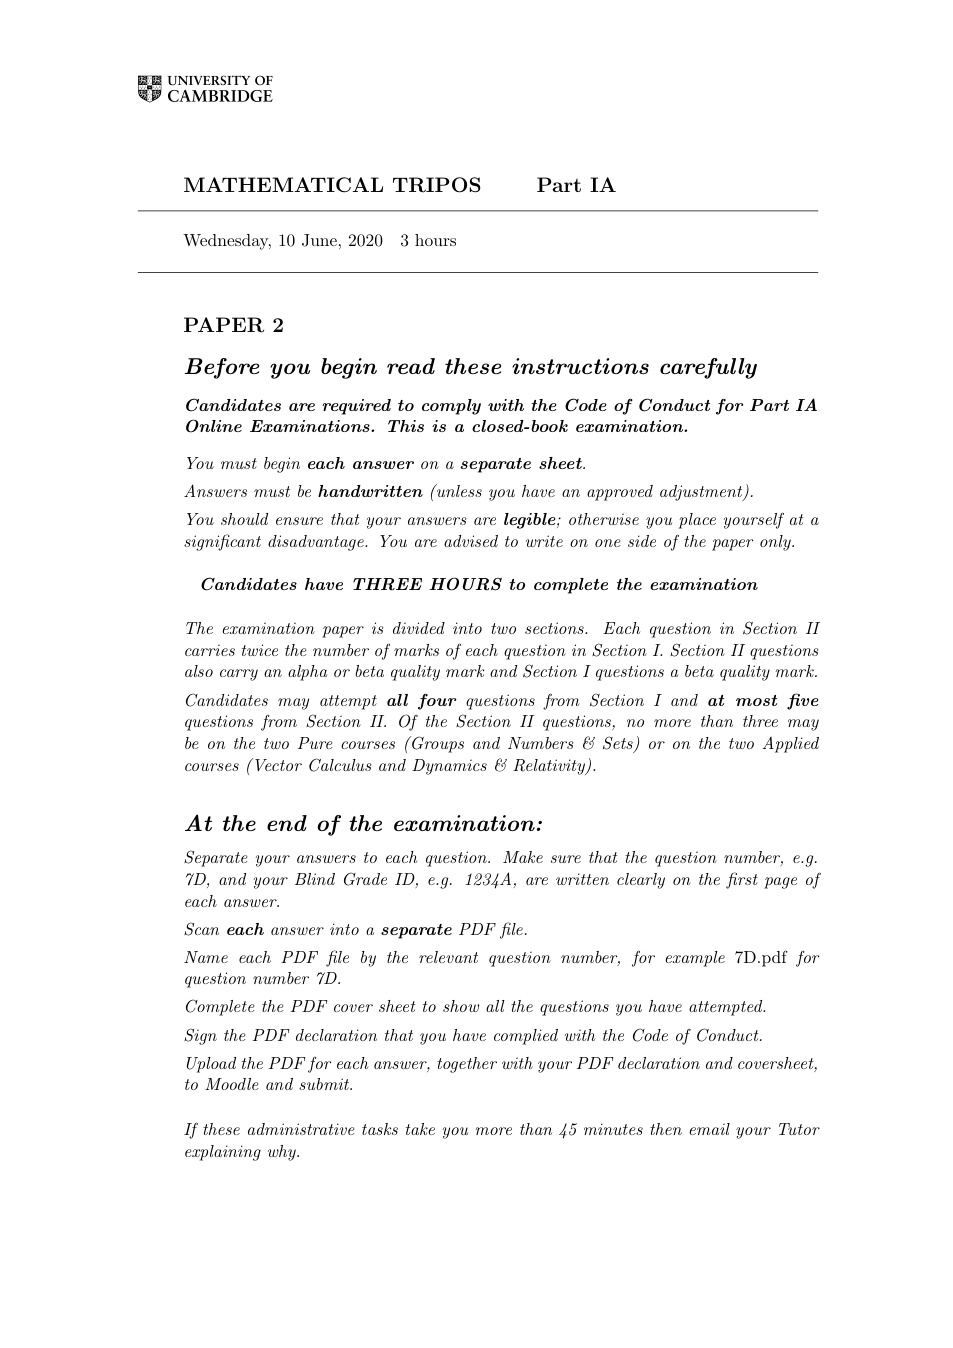 UNIVERSITY OF
CAMBRIDGE
MATHEMATICAL TRIPOS Part IA
Wednesday, 10 June, 2020 3 hours
PAPER 2
Before you begin read these instructions carefully
Candidates are required to comply with the Code of Conduct for Part IA
Online Examinations. This is a closed-book examination.
You must begin each answer on a separate sheet.
Answers must be handwritten (unless you have an approved adjustment).
You should ensure that your answers are legible; otherwise you place yourself at a
significant disadvantage. You are advised to write on one side of the paper only.
Candidates have THREE HOURS to complete the examination
The examination paper is divided into two sections. Each question in Section II
carries twice the number of marks of each question in Section I. Section II questions
also carry an alpha or beta quality mark and Section I questions a beta quality mark.
Candidates may attempt all four questions from Section I and at most five
questions from Section II. Of the Section II questions, no more than three may
be on the two Pure courses (Groups and Numbers & Sets) or on the two Applied
courses (Vector Calculus and Dynamics & Relativity).
At the end of the examination:
Separate your answers to each question. Make sure that the question number, e.g.
7D, and your Blind Grade ID, e.g. 1234A, are written clearly on the first page of
each answer.
Scan each answer into a separate PDF file.
Name each PDF file by the relevant question number, for example 7D.pdf for
question number 7D.
Complete the PDF cover sheet to show all the questions you have attempted.
Sign the PDF declaration that you have complied with the Code of Conduct.
Upload the PDF for each answer, together with your PDF declaration and coversheet,
to Moodle and submit.
If these administrative tasks take you more than 45 minutes then email your Tutor
explaining why.